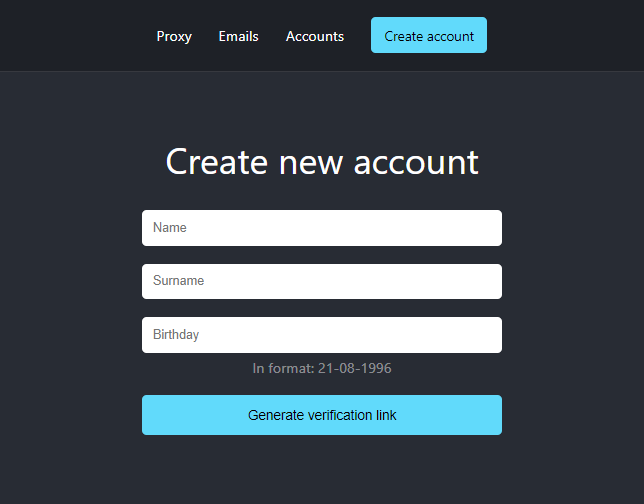 Proxy Emails Accounts Create account
Create new account
Name
Surname
Birthday
In format: 21-08-1996
Generate verification link